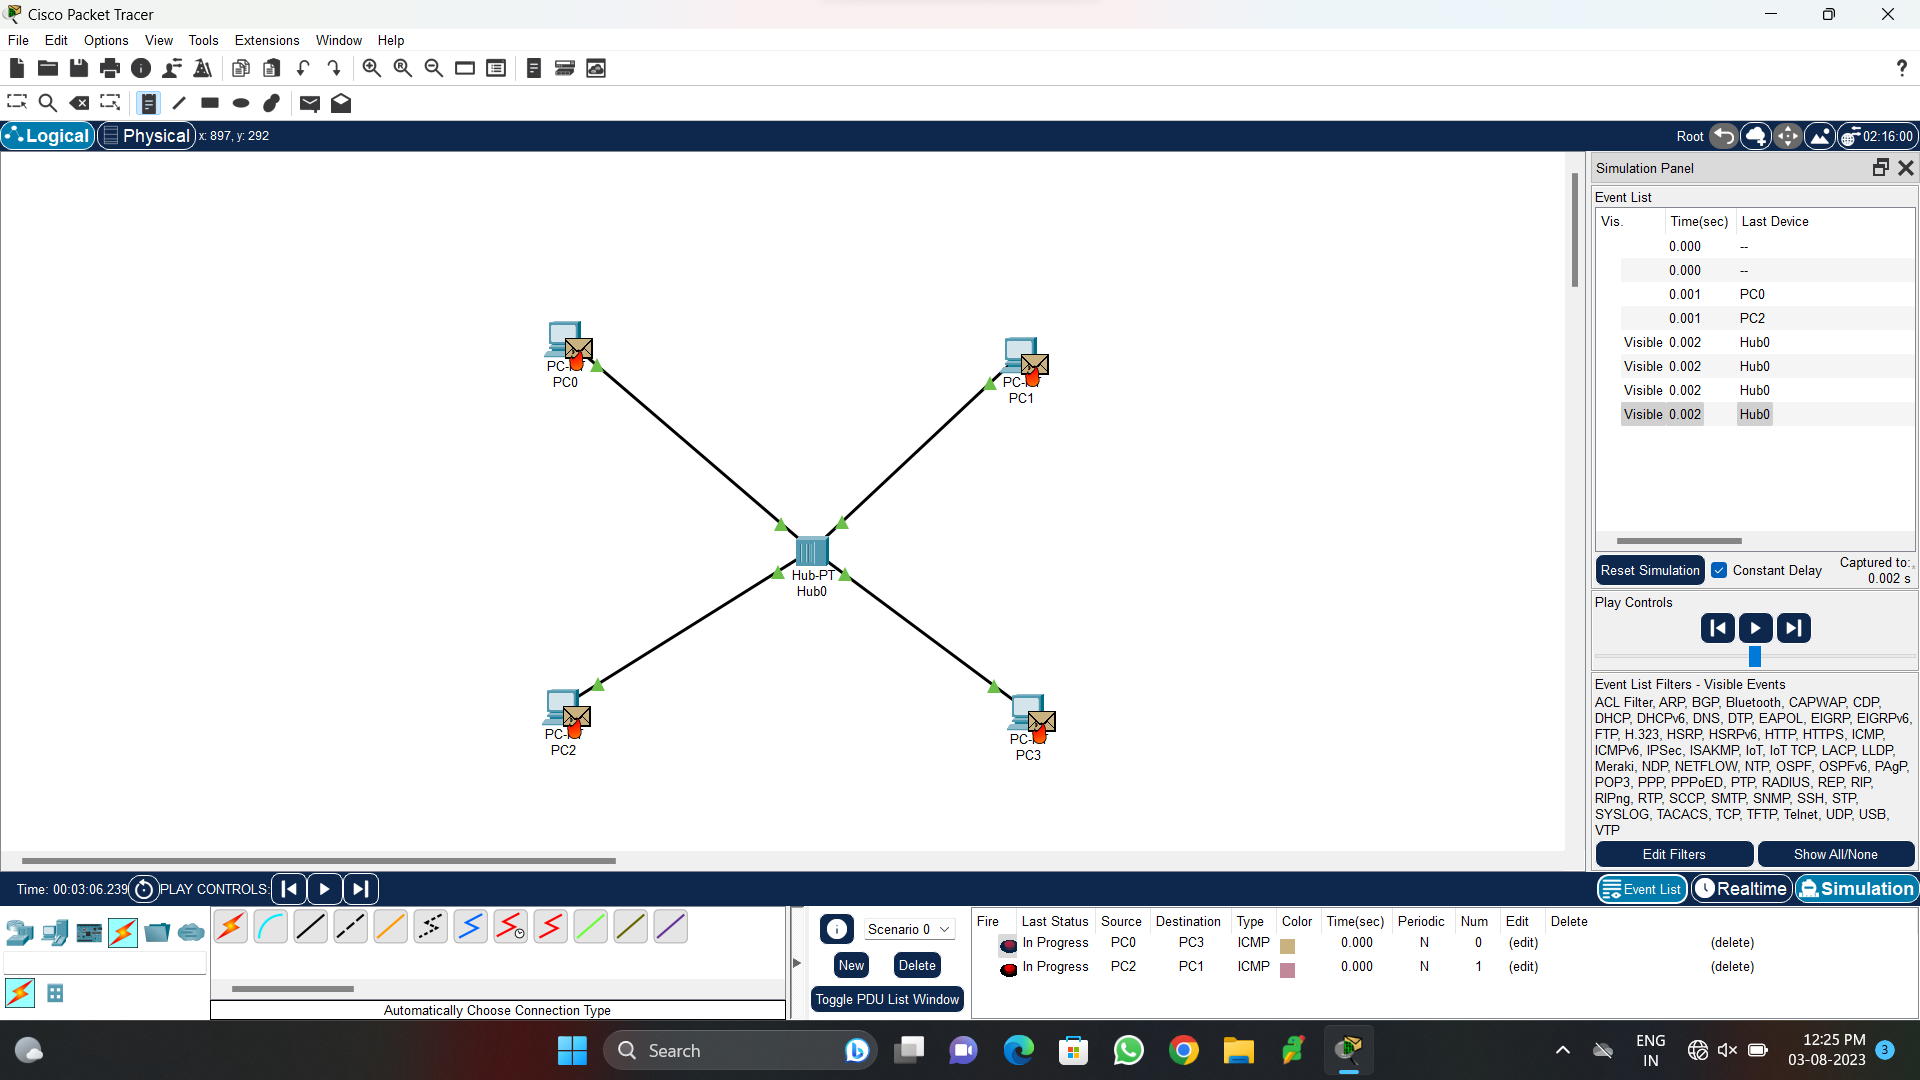 Cisco Packet Tracer
File Edit Options View Tools Extensions Window Help
?
Logical Physical x: 897, y: 292 Root 02:16:00
Simulation Panel
Event List
Vis. Time(sec) Last Device
0.000 --
0.000 --
0.001 PC0
0.001 PC2
Visible 0.002 Hub0
Visible 0.002 Hub0
Visible 0.002 Hub0
Visible 0.002 Hub0
PC0
PC1
Hub-PT
Hub0
PC2
PC3
Reset Simulation Constant Delay Captured to:
0.002 s
Play Controls
Event List Filters - Visible Events
ACL Filter, ARP, BGP, Bluetooth, CAPWAP, CDP,
DHCP, DHCPv6, DNS, DTP, EAPOL, EIGRP, EIGRPv6,
FTP, H.323, HSRP, HSRPv6, HTTP, HTTPS, ICMP,
ICMPv6, IPSec, ISAKMP, IoT, IoT TCP, LACP, LLDP,
Meraki, NDP, NETFLOW, NTP, OSPF, OSPFv6, PAgP,
POP3, PPP, PPPoED, PTP, RADIUS, REP, RIP,
RIPng, RTP, SCCP, SMTP, SNMP, SSH, STP,
SYSLOG, TACACS, TCP, TFTP, Telnet, UDP, USB,
VTP
Edit Filters Show All/None
Time: 00:03:06.239 PLAY CONTROLS: Event List Realtime Simulation
Scenario 0
New Delete
Toggle PDU List Window
Fire Last Status Source Destination Type Color Time(sec) Periodic Num Edit Delete
In Progress PC0 PC3 ICMP 0.000 N 0 (edit) (delete)
In Progress PC2 PC1 ICMP 0.000 N 1 (edit) (delete)
Automatically Choose Connection Type
Search
ENG
IN
12:25 PM
03-08-2023
3